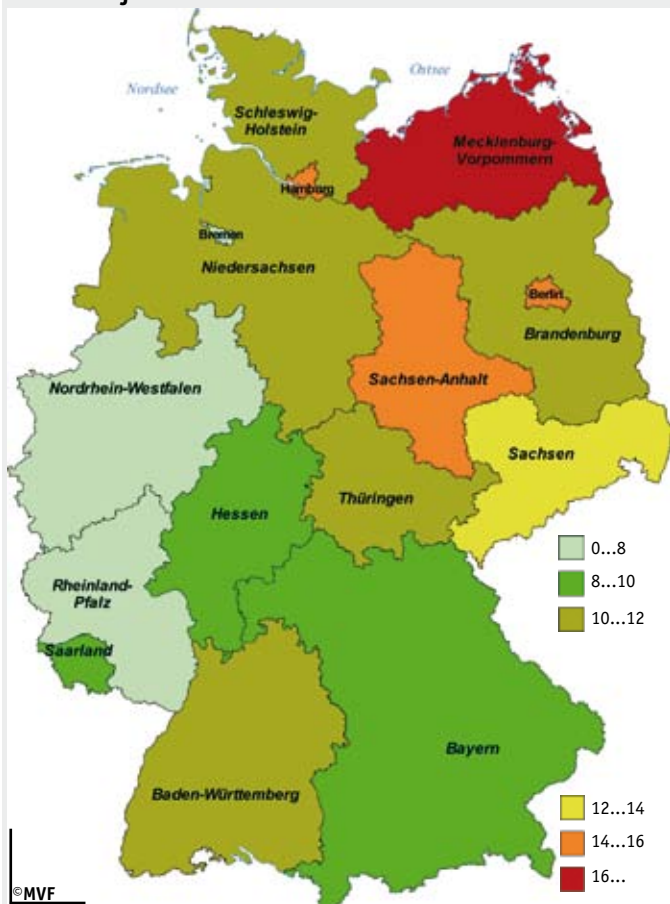 Nordsee
Ostsee
Schleswig-
Holstein
Mecklenburg-
Vorpommern
Hamburg
Bremen
Niedersachsen
Berlin
Brandenburg
Sachsen-Anhalt
Nordrhein-Westfalen
Sachsen
Thüringen
Hessen
Rheinland-
Pfalz
Saarland
Bayern
Baden-Württemberg
0...8
8...10
10...12
12...14
14...16
16...
©MVF